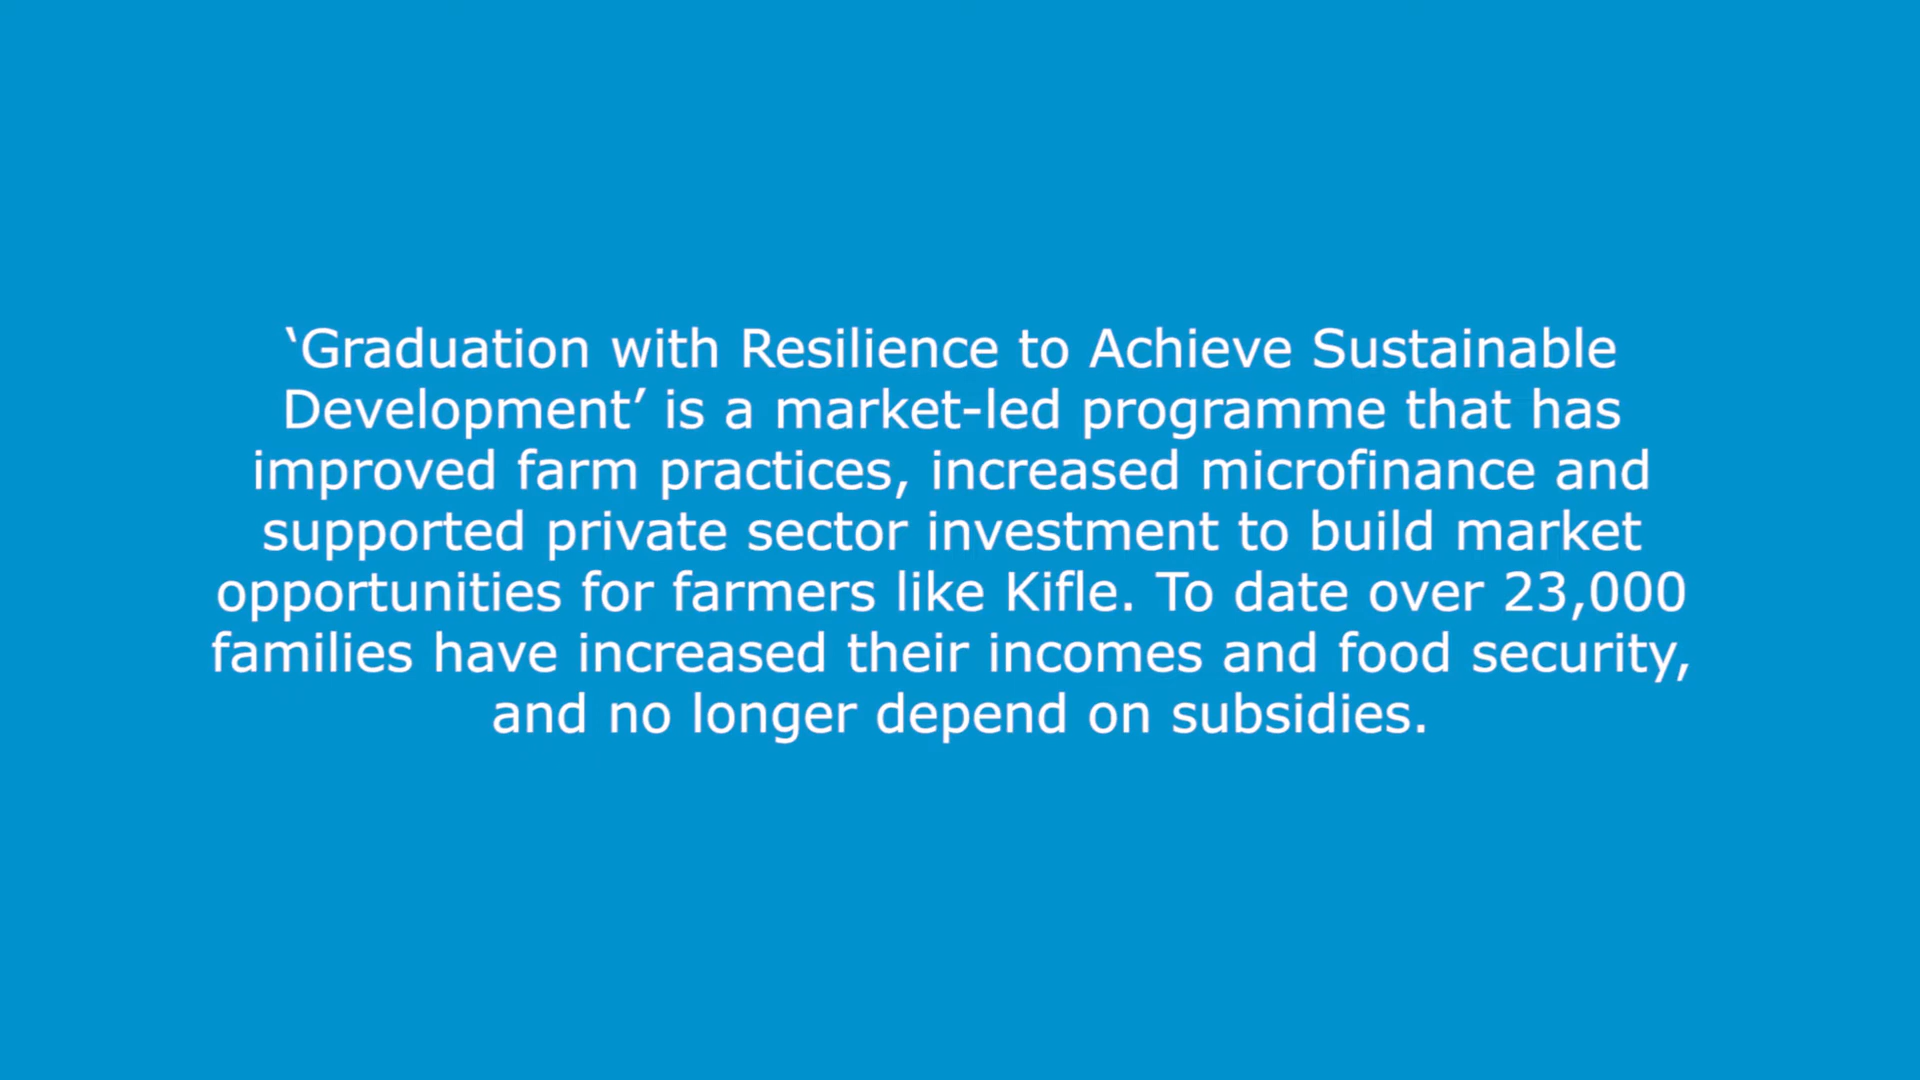 ‘Graduation with Resilience to Achieve Sustainable
Development’ is a market-led programme that has
improved farm practices, increased microfinance and
supported private sector investment to build market
opportunities for farmers like Kifle. To date over 23,000
families have increased their incomes and food security,
and no longer depend on subsidies.